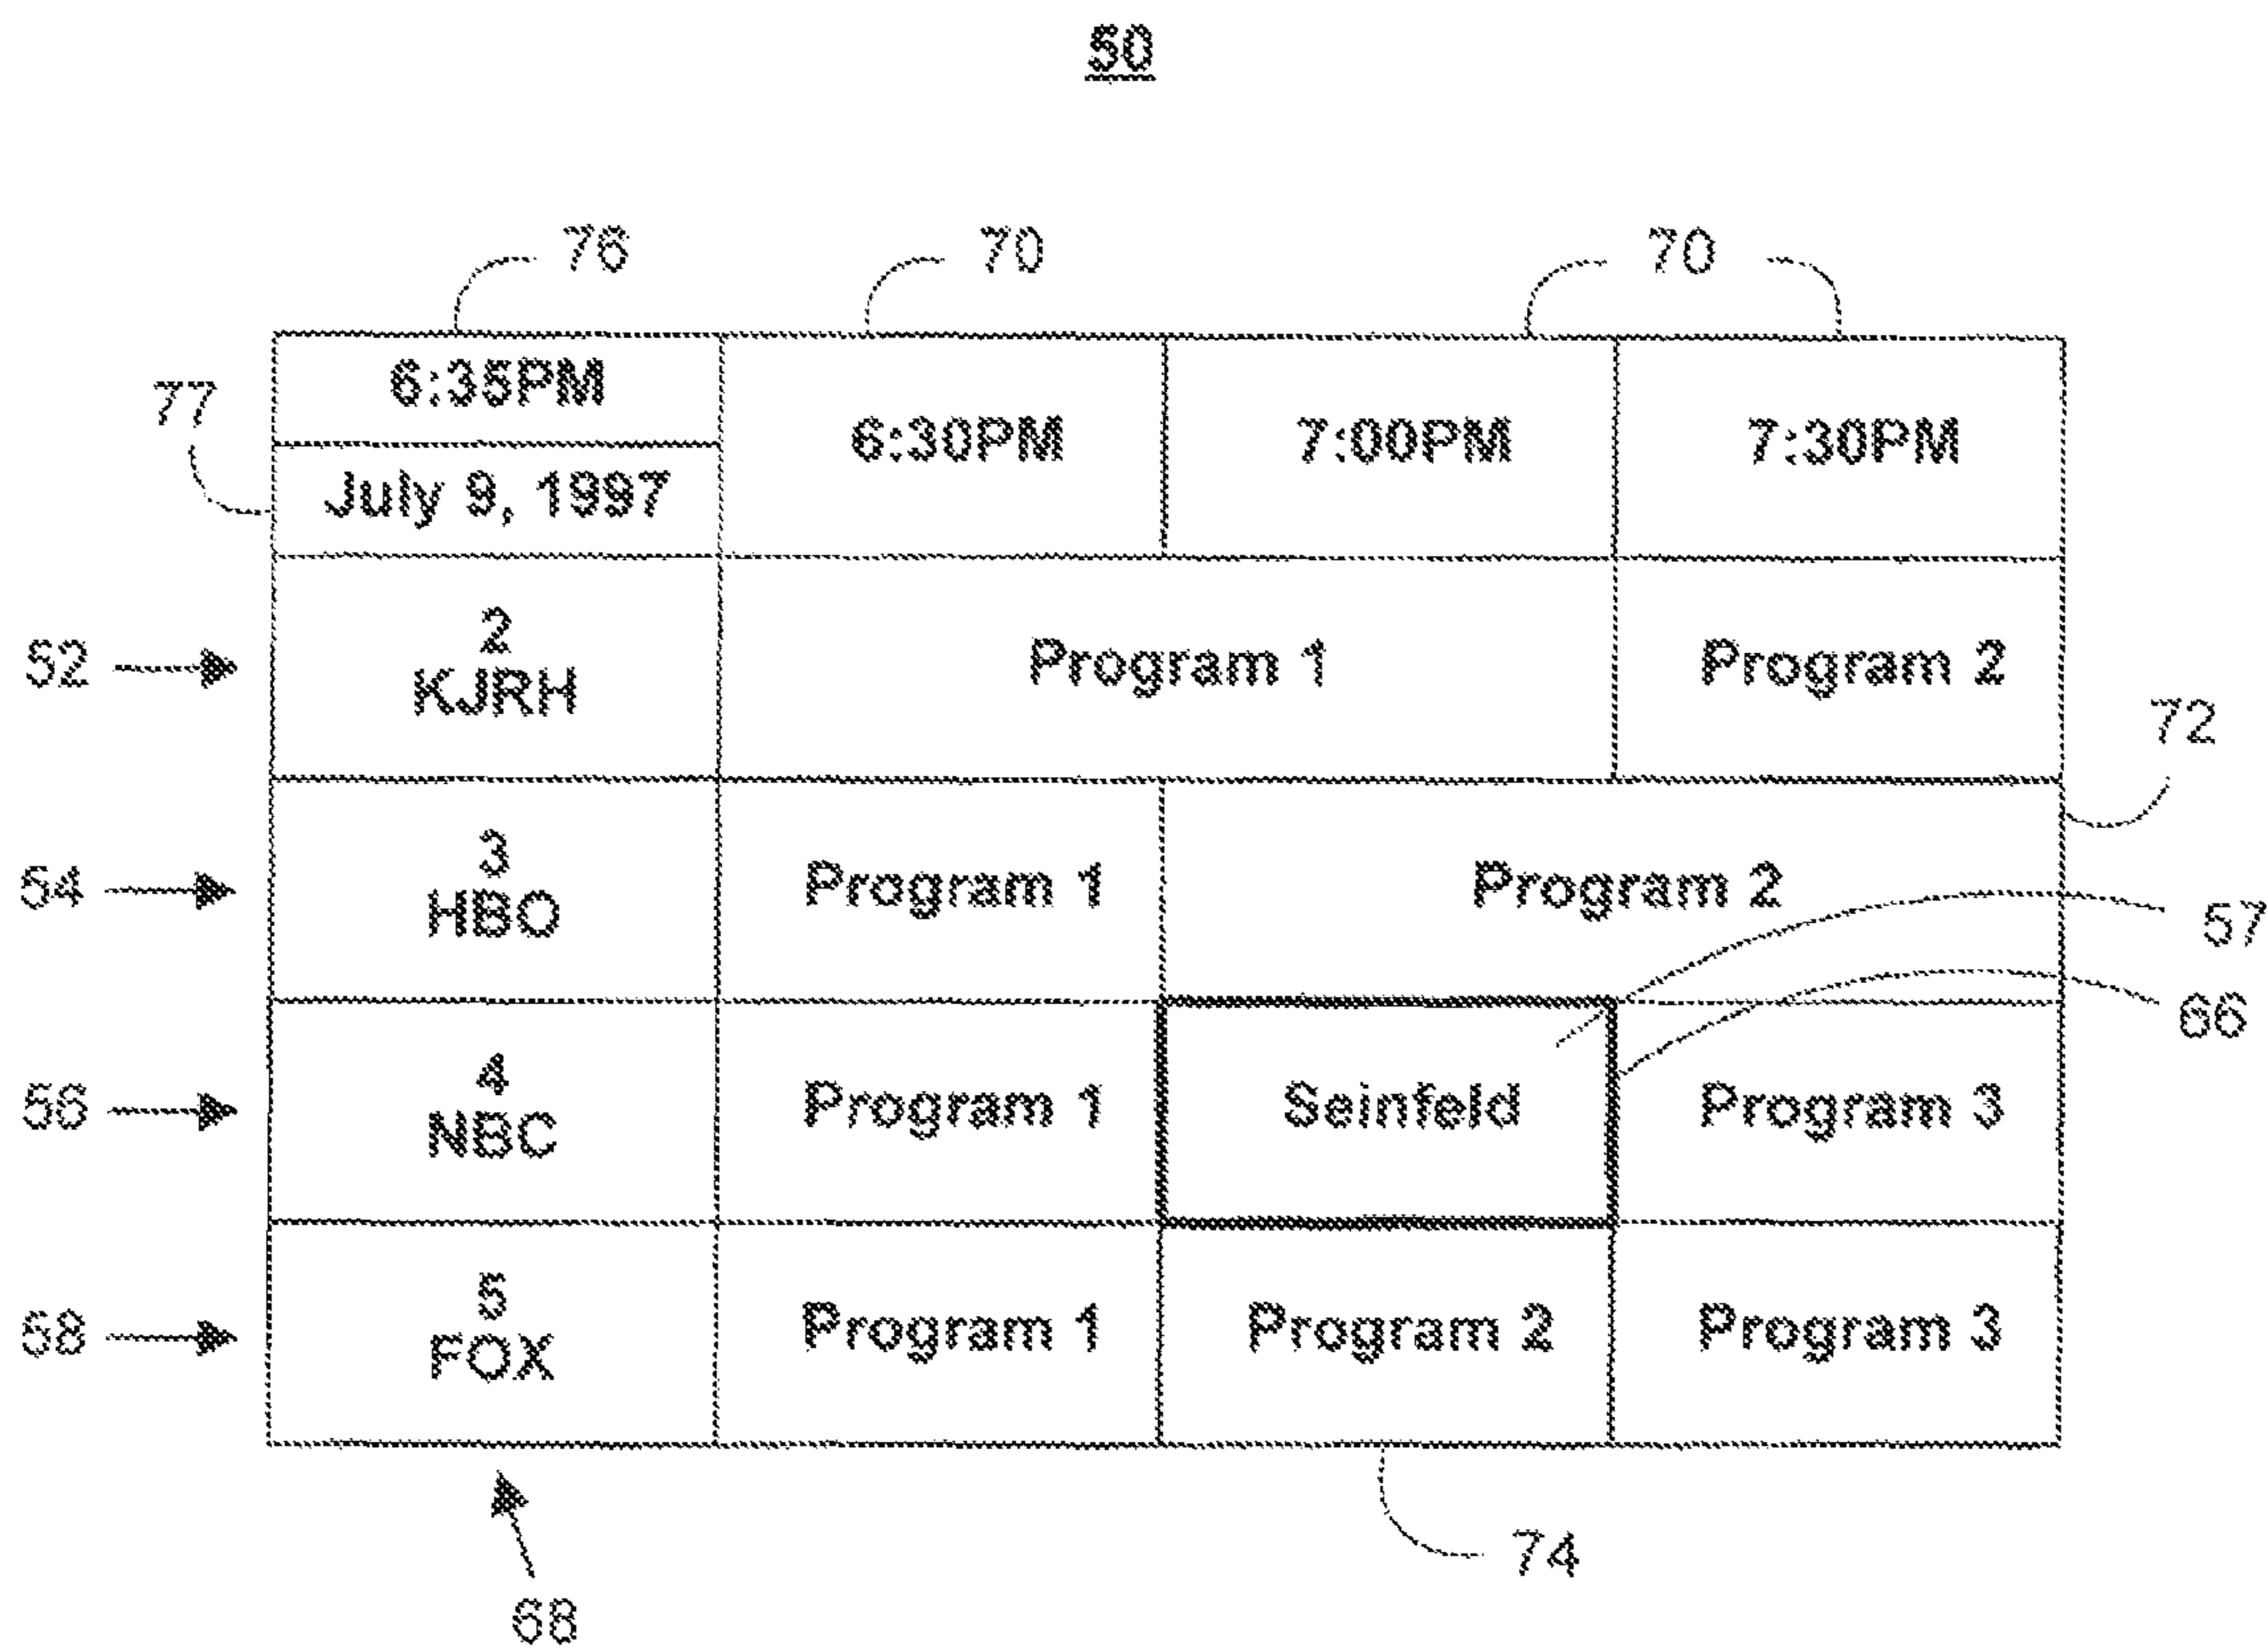 50
76 70 70
77
6:35PM
July 9, 1997
6:30PM 7:00PM 7:30PM
52
2
KJRH
Program 1 Program 2
72
54
3
HBO
Program 1 Program 2
57
66
56
4
NBC
Program 1 Seinfeld Program 3
58
5
FOX
Program 1 Program 2 Program 3
68
74